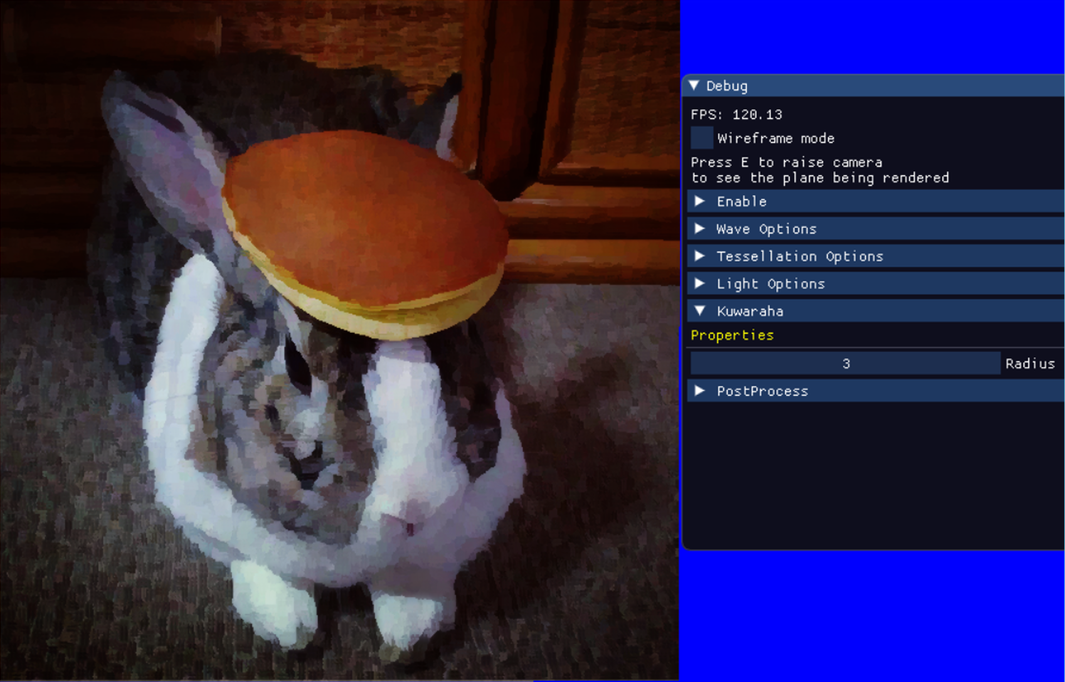 Debug
FPS: 120.13
Wireframe mode
Press E to raise camera
to see the plane being rendered
Enable
Wave Options
Tessellation Options
Light Options
Kuwaraha
Properties
3 Radius
PostProcess